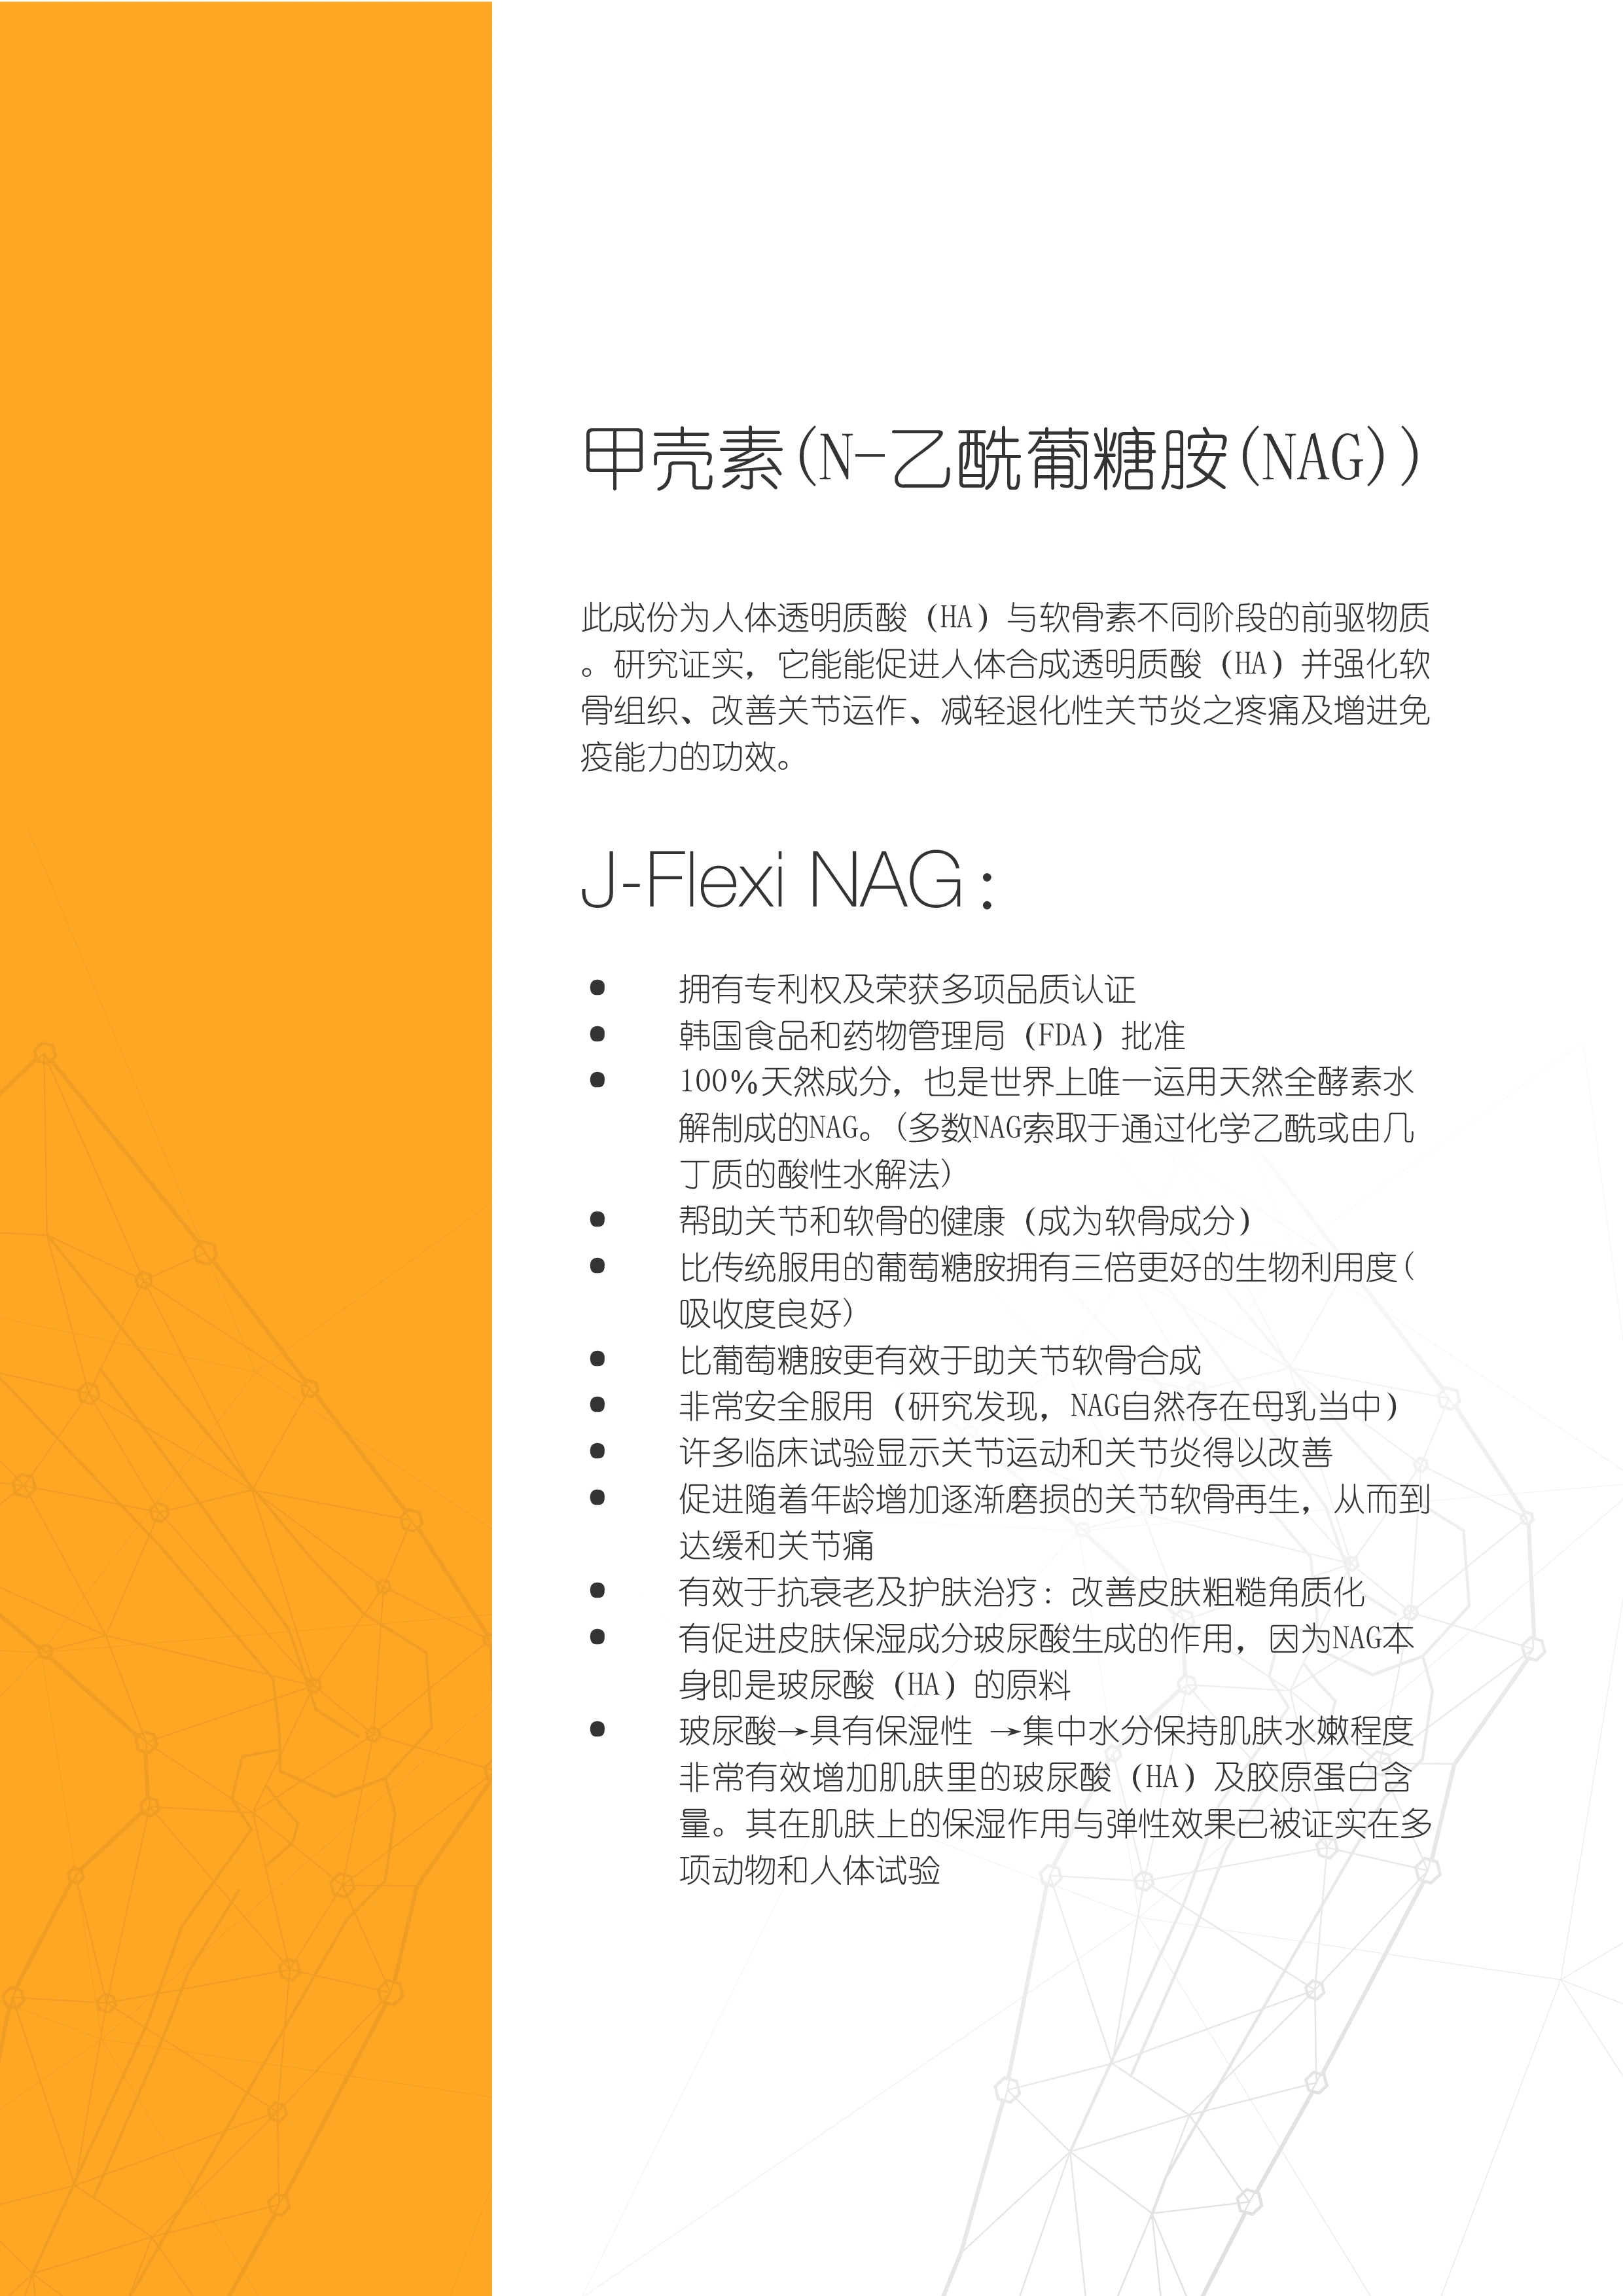 甲壳素(N-乙酰葡糖胺(NAG))
此成份为人体透明质酸（HA）与软骨素不同阶段的前驱物质
。研究证实，它能能促进人体合成透明质酸（HA）并强化软
骨组织、改善关节运作、减轻退化性关节炎之疼痛及增进免
疫能力的功效。
J-Flexi NAG：
• 拥有专利权及荣获多项品质认证
• 韩国食品和药物管理局（FDA）批准
• 100%天然成分，也是世界上唯一运用天然全酵素水
解制成的NAG。(多数NAG索取于通过化学乙酰或由几
丁质的酸性水解法)
• 帮助关节和软骨的健康（成为软骨成分）
• 比传统服用的葡萄糖胺拥有三倍更好的生物利用度(
吸收度良好)
• 比葡萄糖胺更有效于助关节软骨合成
• 非常安全服用（研究发现，NAG自然存在母乳当中）
• 许多临床试验显示关节运动和关节炎得以改善
• 促进随着年龄增加逐渐磨损的关节软骨再生，从而到
达缓和关节痛
• 有效于抗衰老及护肤治疗：改善皮肤粗糙角质化
• 有促进皮肤保湿成分玻尿酸生成的作用，因为NAG本
身即是玻尿酸（HA）的原料
• 玻尿酸→具有保湿性 →集中水分保持肌肤水嫩程度
非常有效增加肌肤里的玻尿酸（HA）及胶原蛋白含
量。其在肌肤上的保湿作用与弹性效果已被证实在多
项动物和人体试验